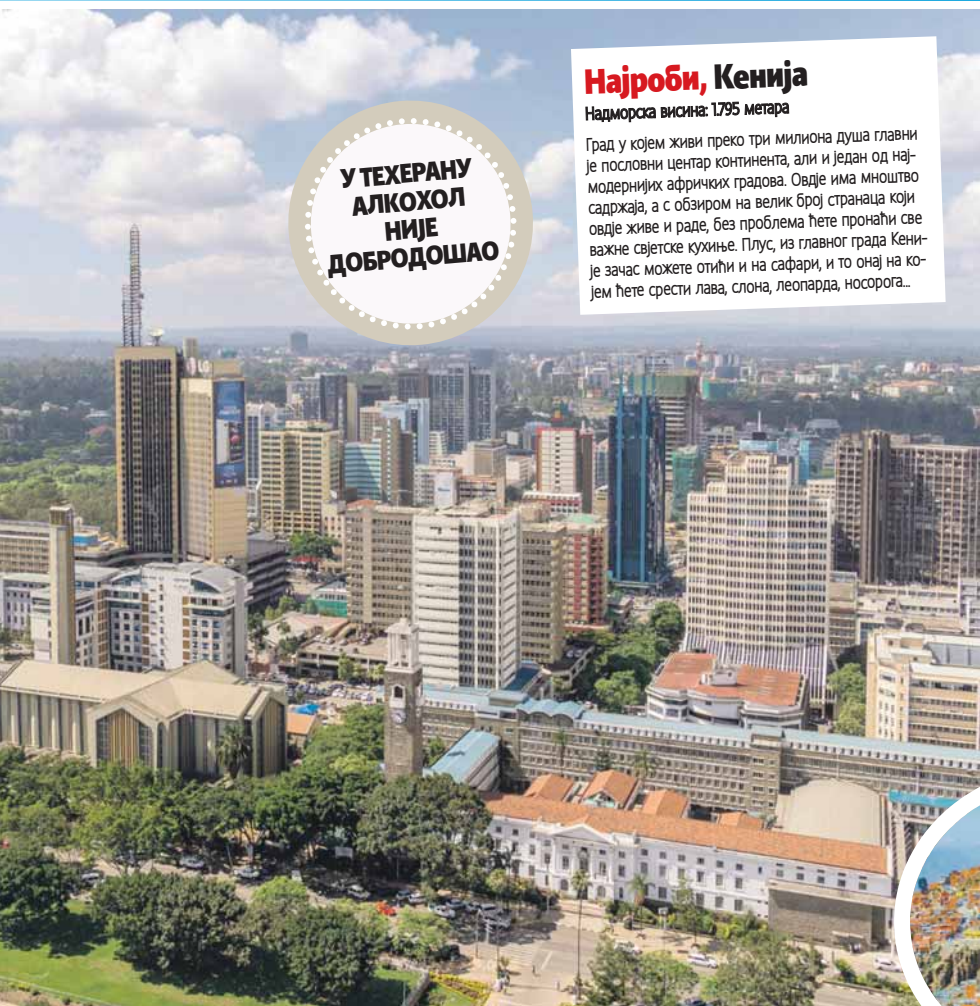 Најроби, Кенија
Надморска висина: 1.795 метара
Град у којем живи преко три милиона душа главни
је пословни центар континента, али и један од нај-
модернијих афричких градова. Овдје има мноштво
садржаја, а с обзиром на велик број странаца који
овдје живе и раде, без проблема ћете пронаћи све
важне свјетске кухиње. Плус, из главног града Кени-
је зачас можете отићи и на сафари, и то онај на ко-
јем ћете срести лава, слона, леопарда, носорога...
У ТЕХЕРАНУ
АЛКОХОЛ
НИЈЕ
ДОБРОДОШАО